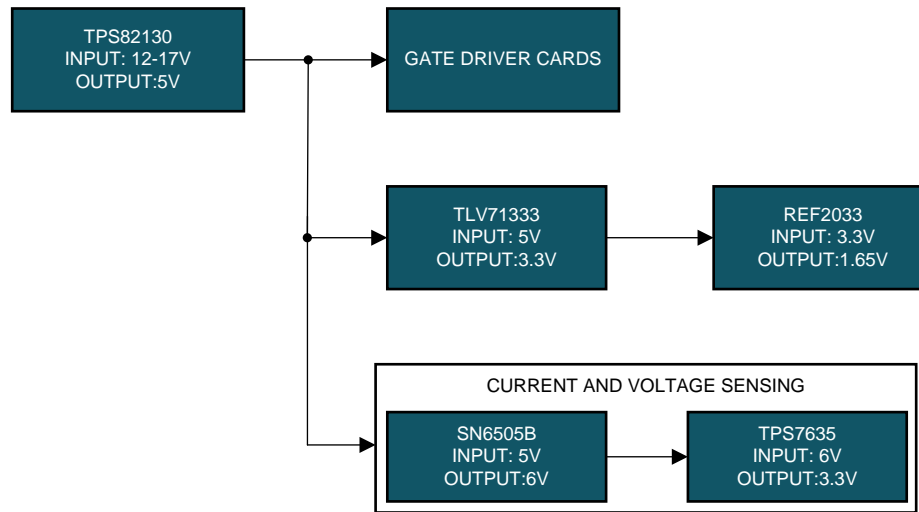 TPS82130
INPUT: 12-17V
OUTPUT:5V
GATE DRIVER CARDS
TLV71333
INPUT: 5V
OUTPUT:3.3V
REF2033
INPUT: 3.3V
OUTPUT:1.65V
CURRENT AND VOLTAGE SENSING
SN6505B
INPUT: 5V
OUTPUT:6V
TPS7635
INPUT: 6V
OUTPUT:3.3V